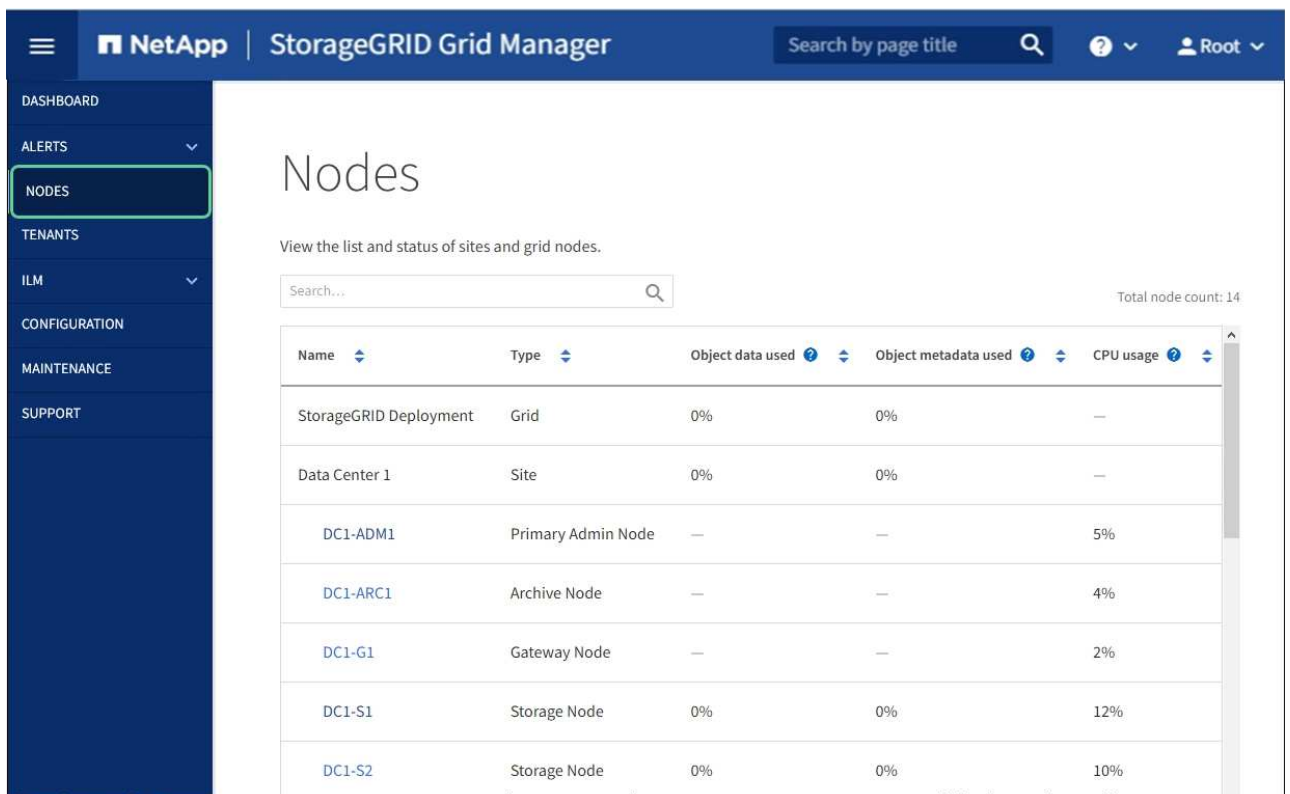 NetApp | StorageGRID Grid Manager Search by page title ? Root
DASHBOARD
ALERTS
NODES
TENANTS
ILM
CONFIGURATION
MAINTENANCE
SUPPORT
Nodes
View the list and status of sites and grid nodes.
Search...
Total node count: 14
Name Type Object data used ? Object metadata used ? CPU usage ?
StorageGRID Deployment Grid 0% 0% —
Data Center 1 Site 0% 0% —
DC1-ADM1 Primary Admin Node — — 5%
DC1-ARC1 Archive Node — — 4%
DC1-G1 Gateway Node — — 2%
DC1-S1 Storage Node 0% 0% 12%
DC1-S2 Storage Node 0% 0% 10%